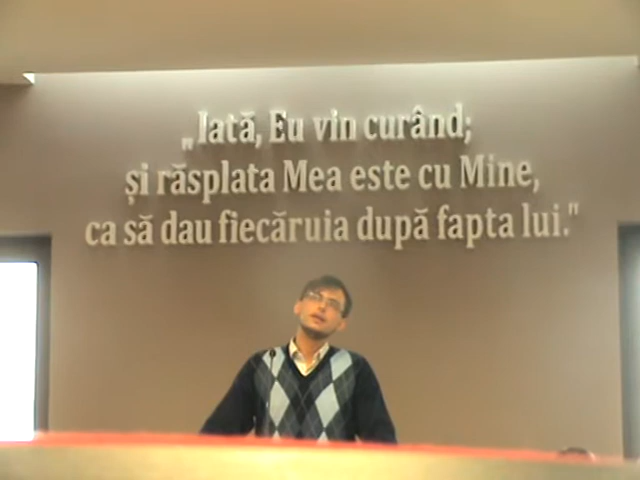 „Iată, Eu vin curând;
și răsplata Mea este cu Mine,
ca să dau fiecăruia după fapta lui."